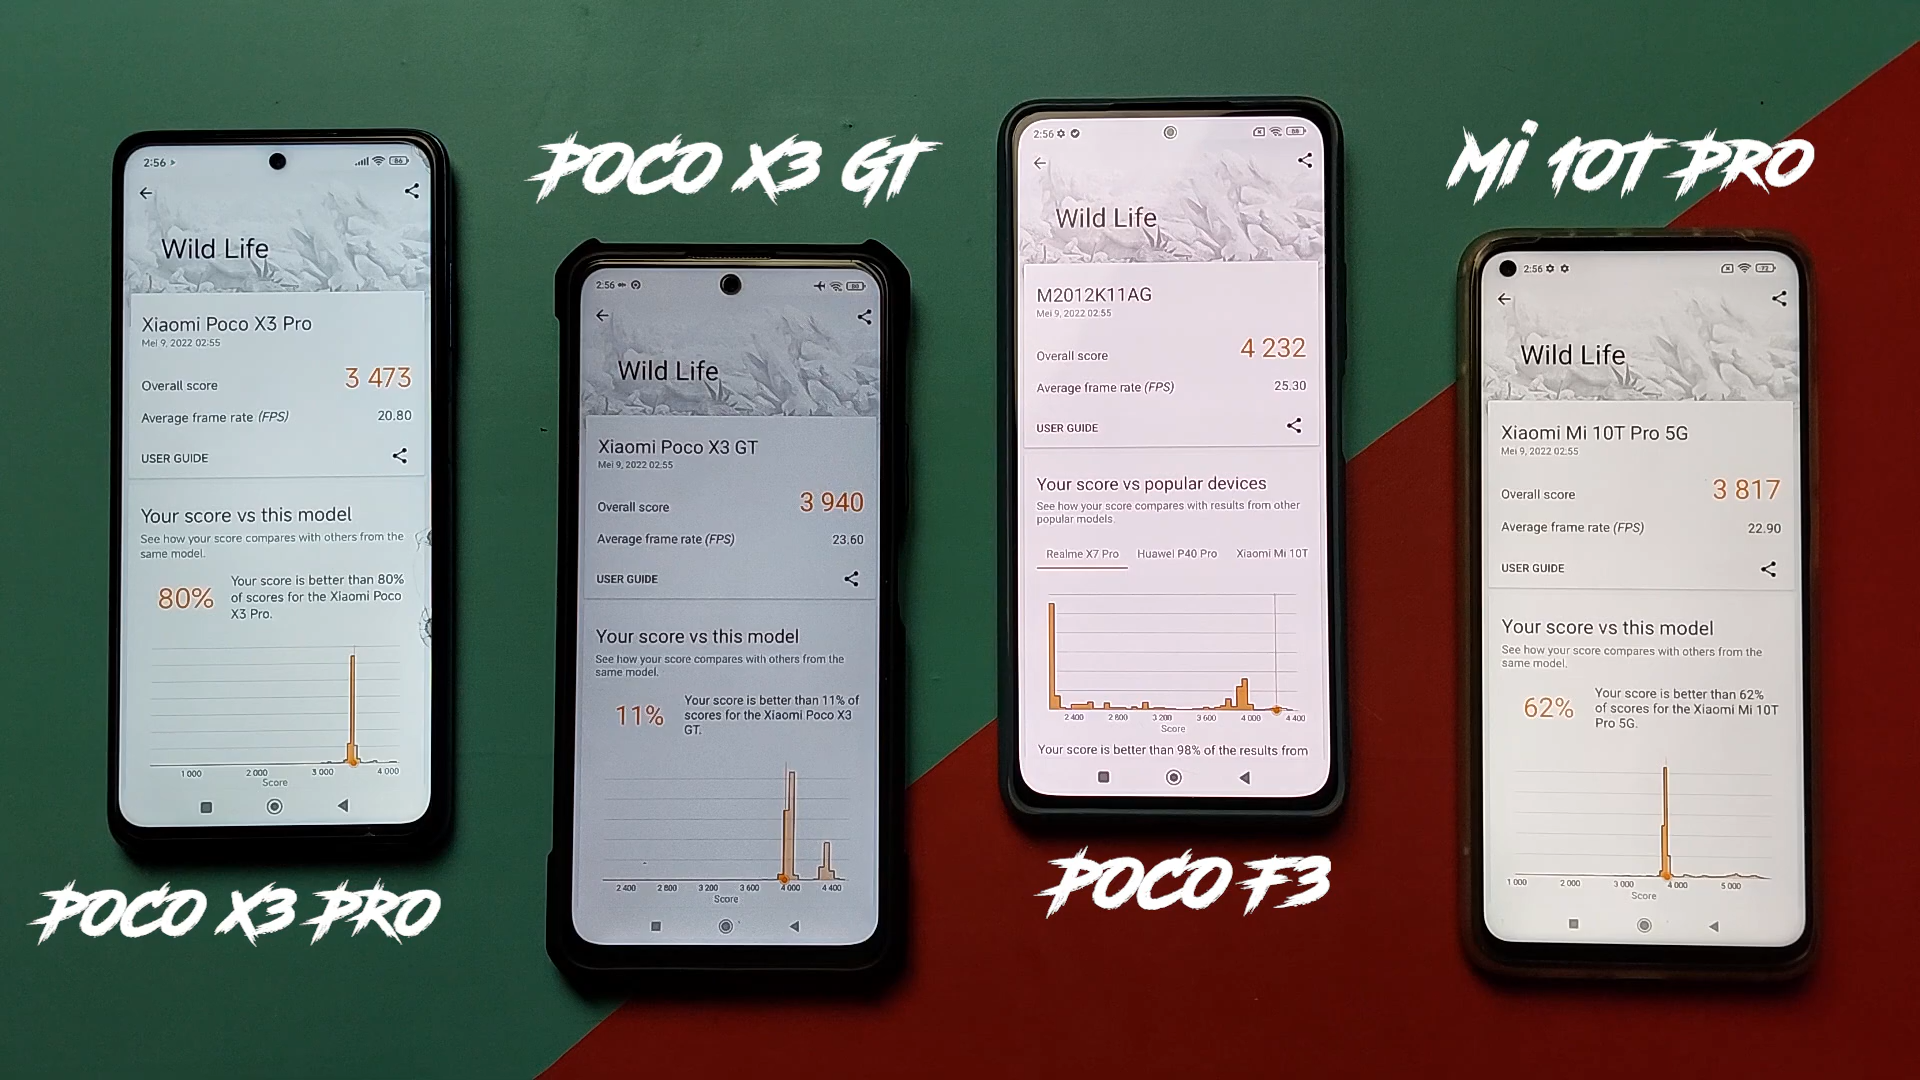 2:56
86
Wild Life
Xiaomi Poco X3 Pro
Mei 9, 2022 02:55
Overall score
3 473
Average frame rate (FPS)
20.80
USER GUIDE
Your score vs this model
See how your score compares with others from the
same model.
80%
Your score is better than 80%
of scores for the Xiaomi Poco
X3 Pro.
1 000 2 000 3 000 4 000
Score
POCO X3 PRO
POCO X3 GT
2:56
80
Wild Life
Xiaomi Poco X3 GT
Mei 9, 2022 02:55
Overall score
3 940
Average frame rate (FPS)
23.60
USER GUIDE
Your score vs this model
See how your score compares with others from the
same model.
11%
Your score is better than 11% of
scores for the Xiaomi Poco X3
GT.
2 400 2 800 3 200 3 600 4 000 4 400
Score
2:56
88
Wild Life
M2012K11AG
Mei 9, 2022 02:55
Overall score
4 232
Average frame rate (FPS)
25.30
USER GUIDE
Your score vs popular devices
See how your score compares with results from other
popular models.
Realme X7 Pro Huawei P40 Pro Xiaomi Mi 10T
2 400 2 800 3 200 3 600 4 000 4 400
Score
Your score is better than 98% of the results from
POCO F3
Mi 10T PRO
2:56
72
Wild Life
Xiaomi Mi 10T Pro 5G
Mei 9, 2022 02:55
Overall score
3 817
Average frame rate (FPS)
22.90
USER GUIDE
Your score vs this model
See how your score compares with others from the
same model.
62%
Your score is better than 62%
of scores for the Xiaomi Mi 10T
Pro 5G.
1 000 2 000 3 000 4 000 5 000
Score